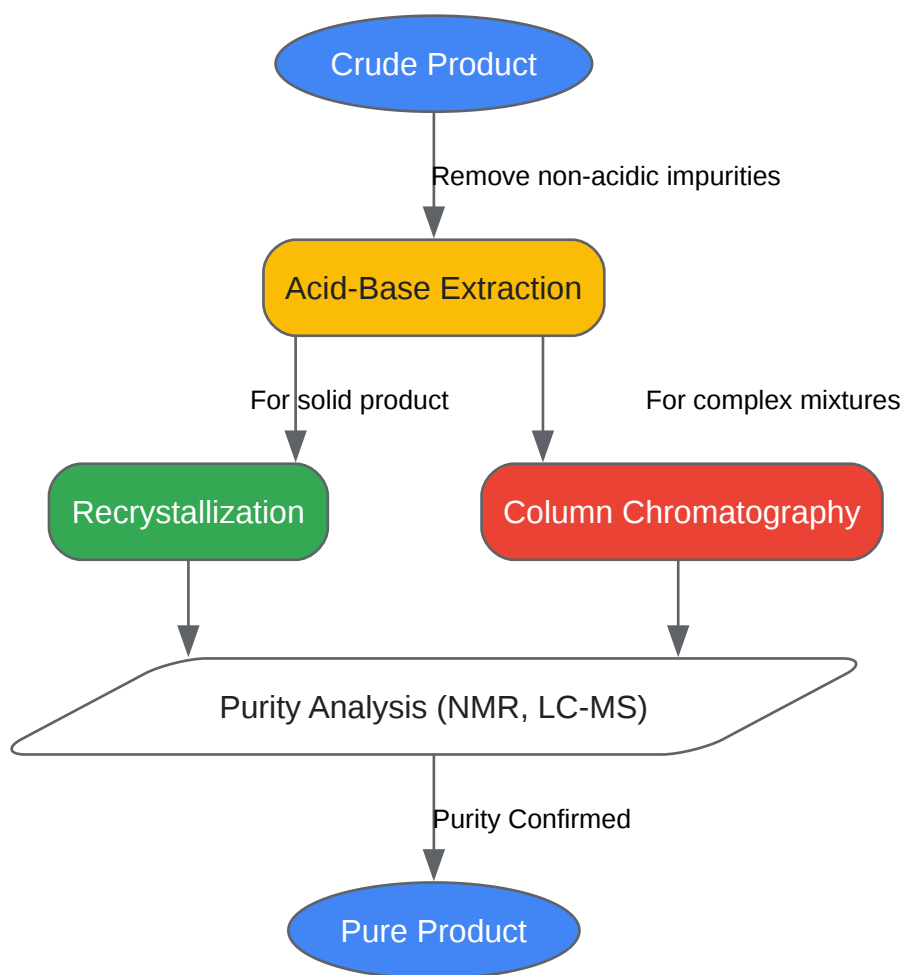 Crude Product
Remove non-acidic impurities
Acid-Base Extraction
For solid product
For complex mixtures
Recrystallization
Column Chromatography
Purity Analysis (NMR, LC-MS)
Purity Confirmed
Pure Product